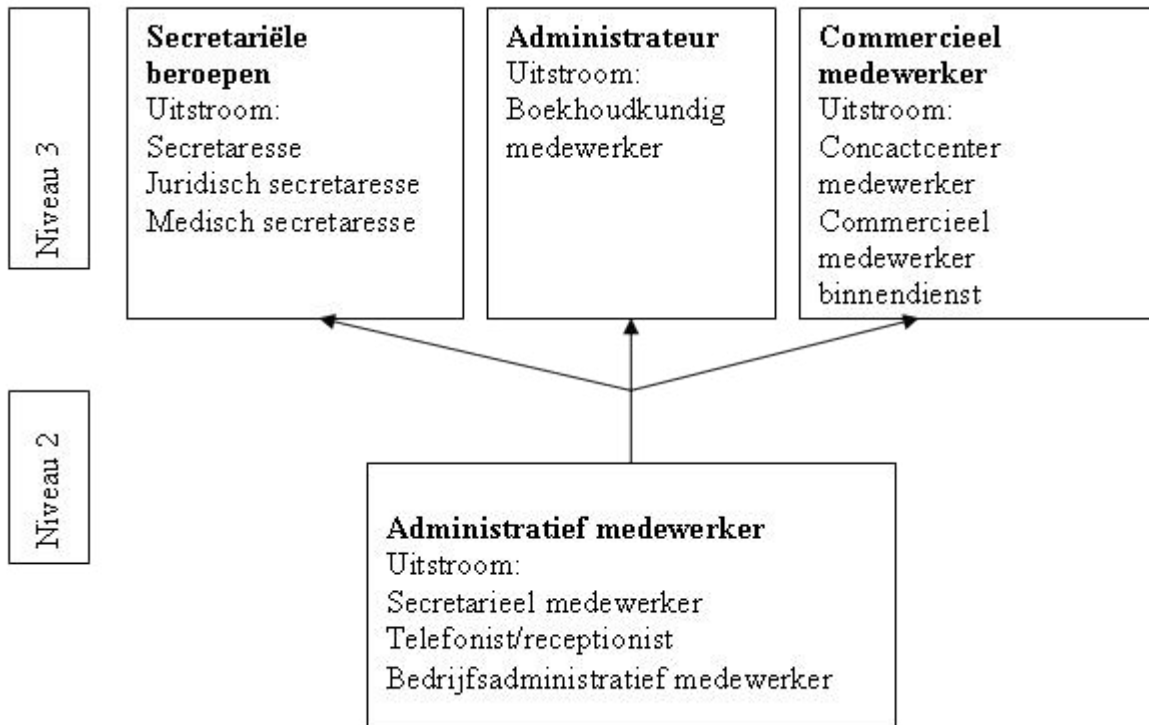 Niveau 3
Secretariële
beroepen
Uitstroom:
Secretaresse
Juridisch secretaresse
Medisch secretaresse
Administrateur
Uitstroom:
Boekhoudkundig
medewerker
Commercieel
medewerker
Uitstroom:
Concactcenter
medewerker
Commercieel
medewerker
binnendienst
Niveau 2
Administratief medewerker
Uitstroom:
Secretarieel medewerker
Telefonist/receptionist
Bedrijfsadministratief medewerker